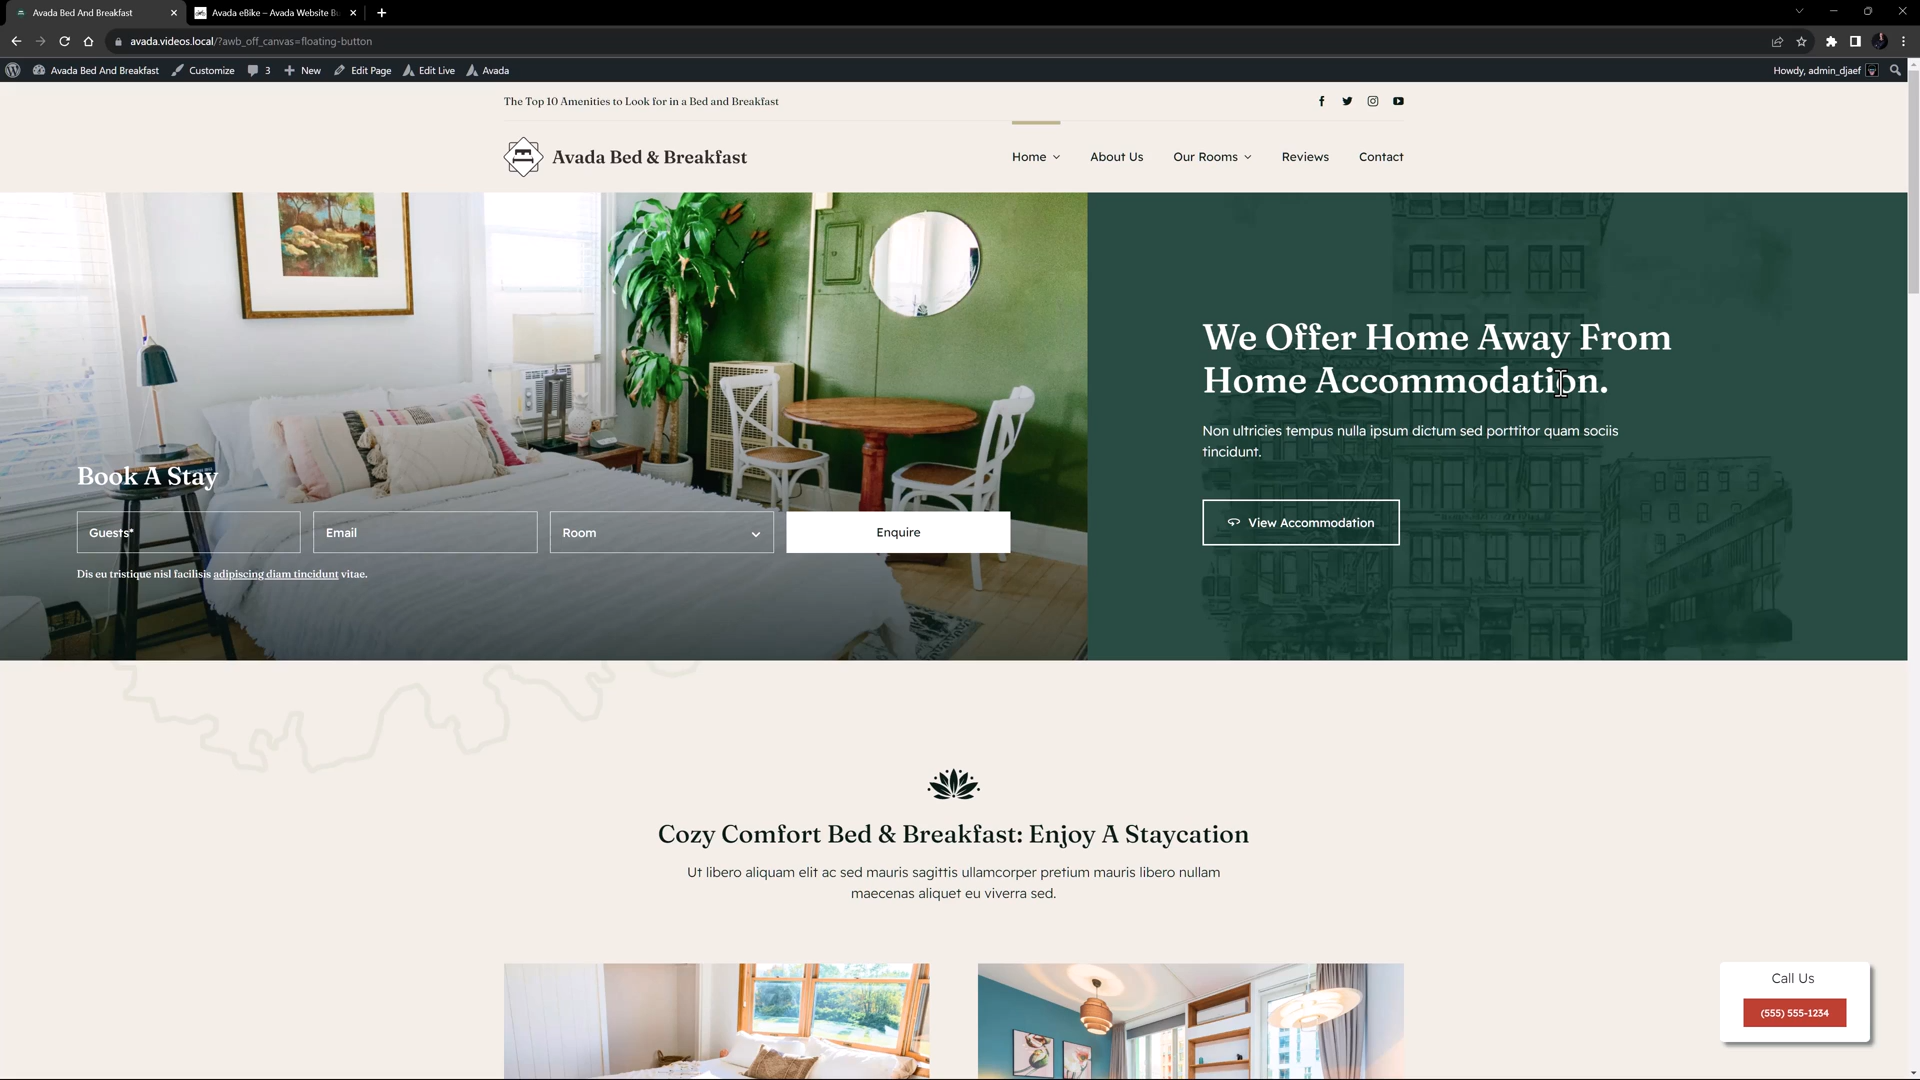 Avada Bed And Breakfast
Avada eBike – Avada Website Bu
avada.videos.local/?awb_off_canvas=floating-button
Avada Bed And Breakfast
Customize
3
New
Edit Page
Edit Live
Avada
Howdy, admin_djaef
The Top 10 Amenities to Look for in a Bed and Breakfast
Avada Bed & Breakfast
Home
About Us
Our Rooms
Reviews
Contact
We Offer Home Away From
Home Accommodation.
Non ultricies tempus nulla ipsum dictum sed porttitor quam sociis
tincidunt.
View Accommodation
Book A Stay
Guests*
Email
Room
Enquire
Dis eu tristique nisl facilisis adipiscing diam tincidunt vitae.
Cozy Comfort Bed & Breakfast: Enjoy A Staycation
Ut libero aliquam elit ac sed mauris sagittis ullamcorper pretium mauris libero nullam
maecenas aliquet eu viverra sed.
Call Us
(555) 555-1234